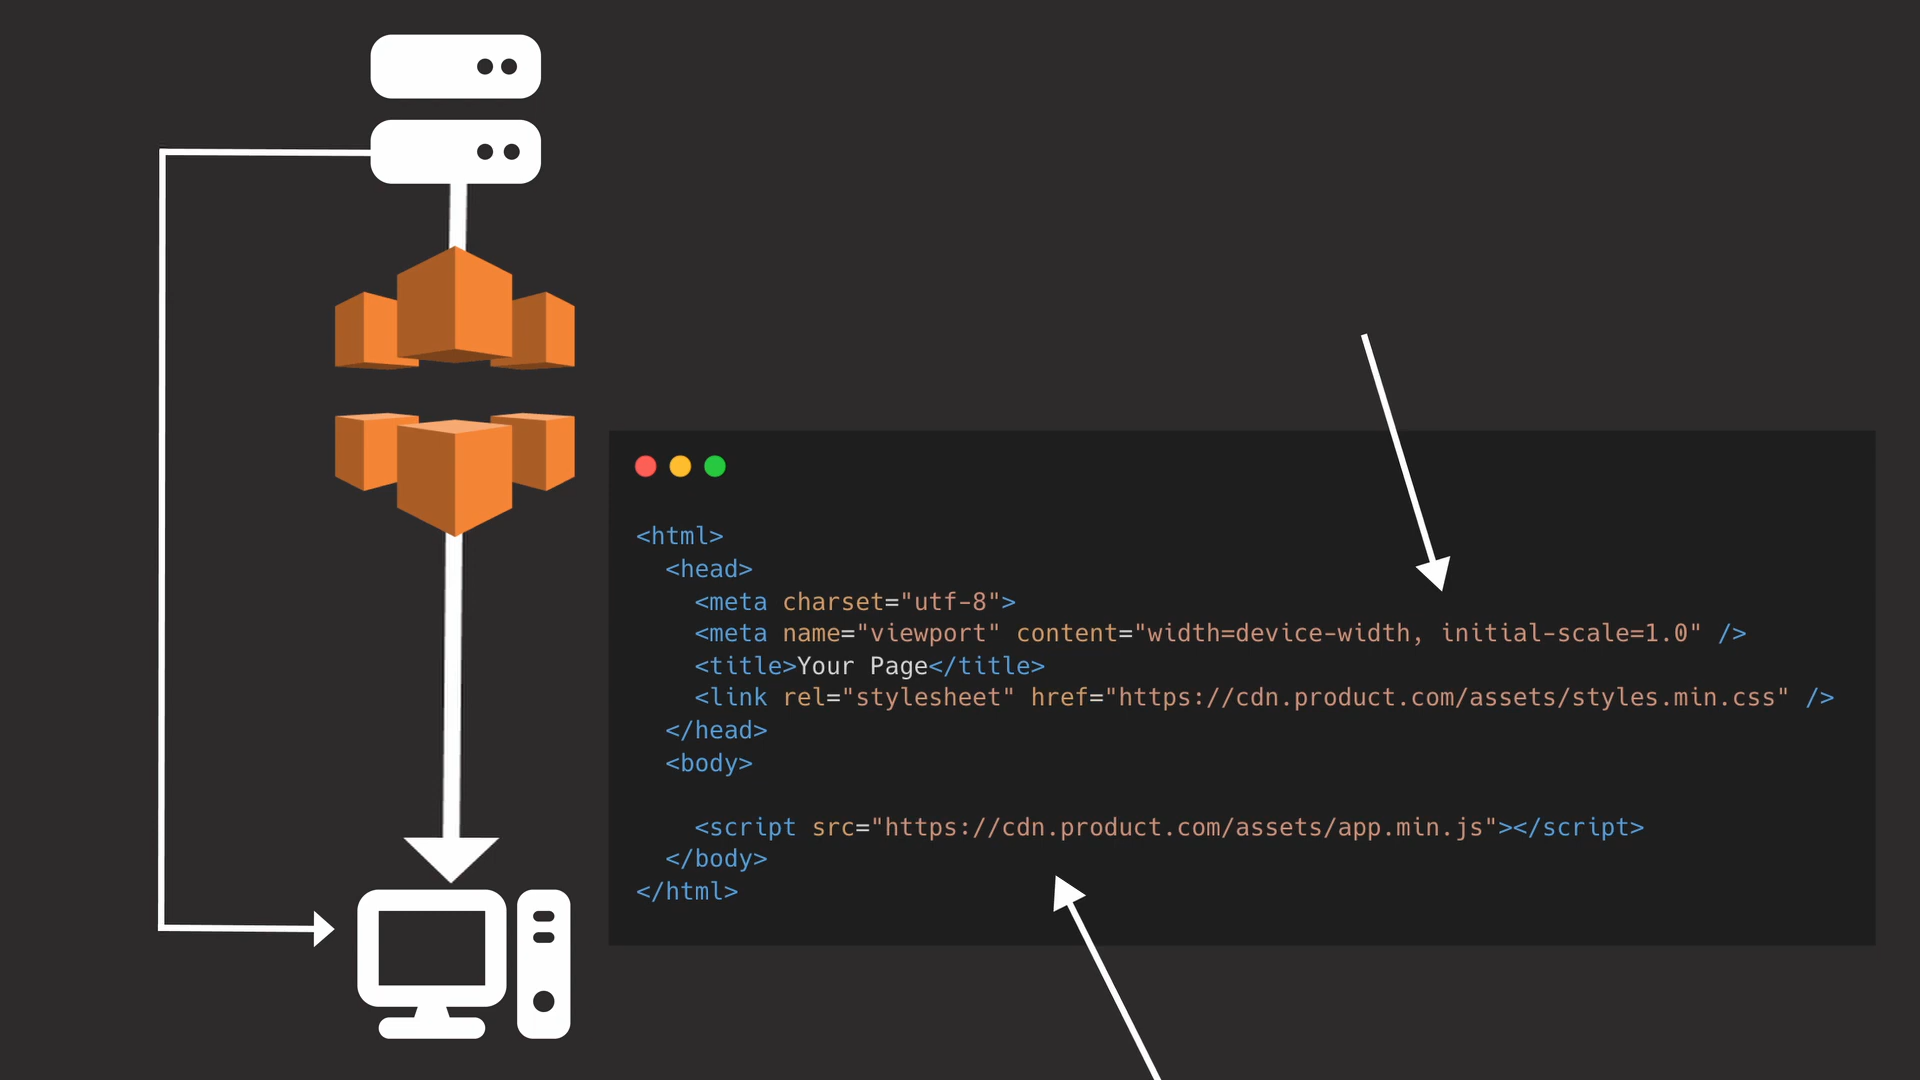 <html>
<head>
<meta charset="utf-8">
<meta name="viewport" content="width=device-width, initial-scale=1.0" />
<title>Your Page</title>
<link rel="stylesheet" href="https://cdn.product.com/assets/styles.min.css" />
</head>
<body>
<script src="https://cdn.product.com/assets/app.min.js"></script>
</body>
</html>